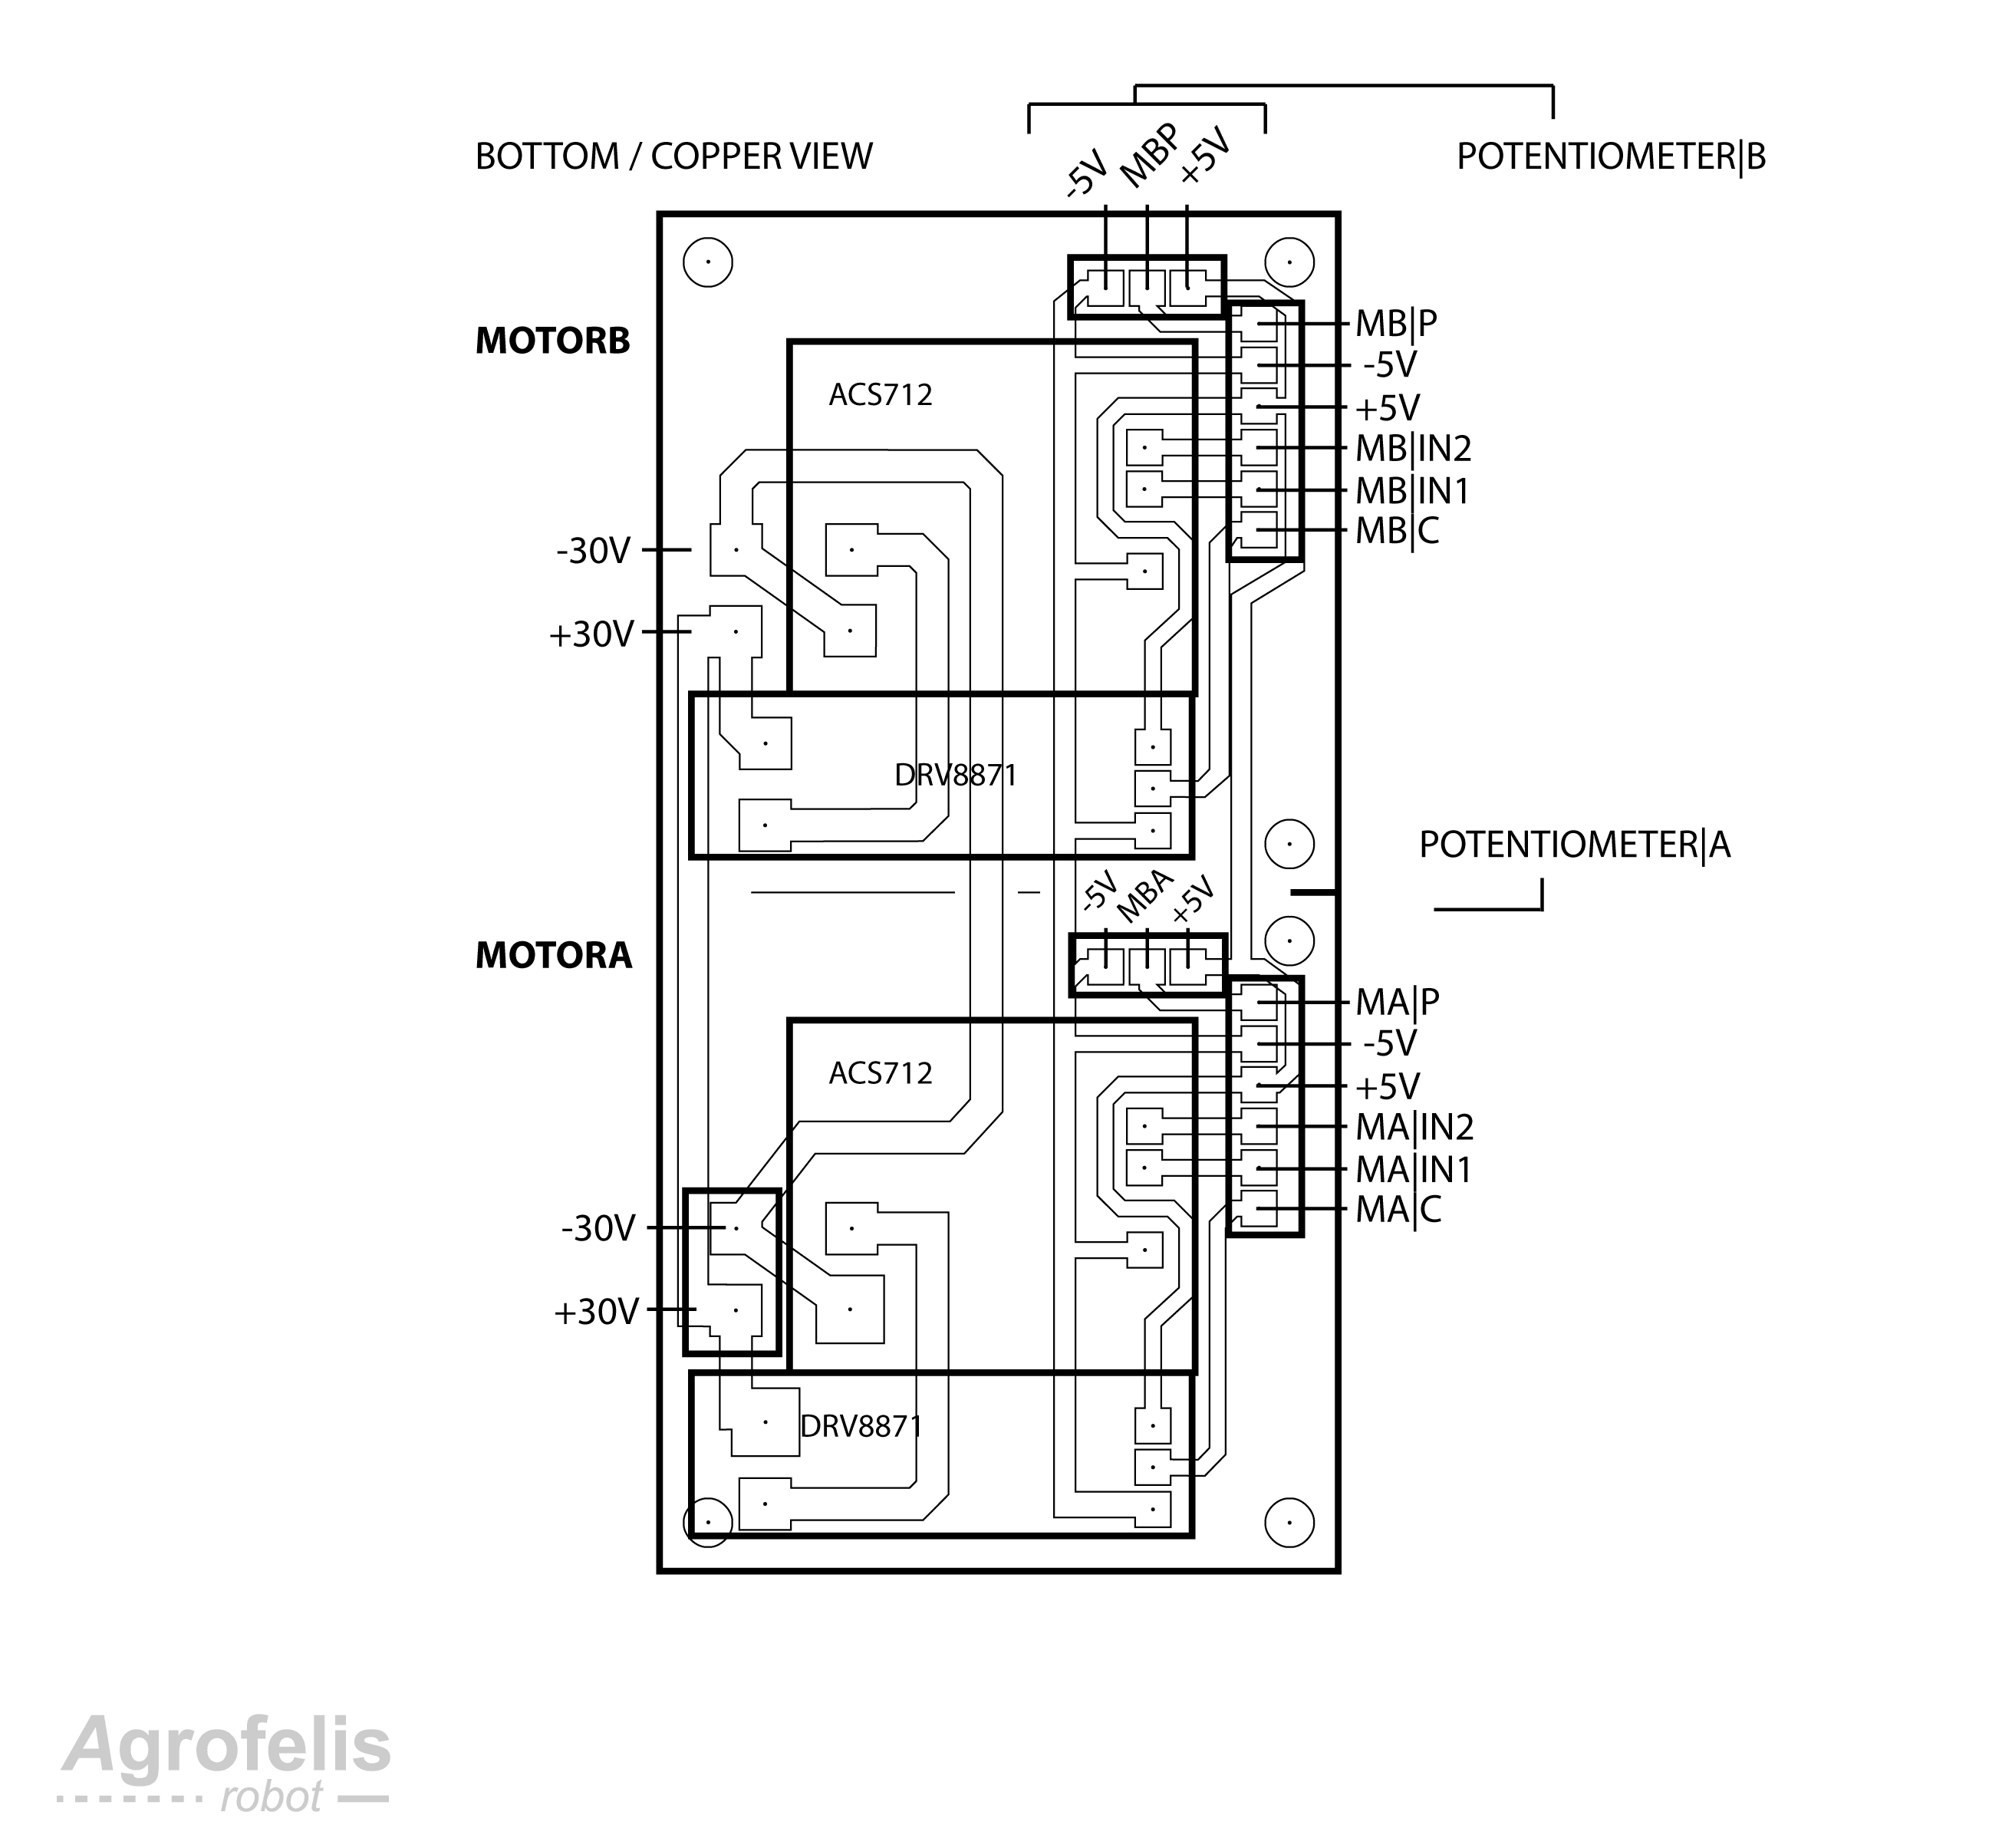 BOTTOM / COPPER VIEW
-5V
MBP
+5V
POTENTIOMETER|B
MOTORB
ACS712
MB|P
-5V
+5V
MB|IN2
MB|IN1
MB|C
-30V
+30V
DRV8871
POTENTIOMETER|A
-5V
MBA
+5V
MOTORA
ACS712
MA|P
-5V
+5V
MA|IN2
MA|IN1
MA|C
-30V
+30V
DRV8871
Agrofelis
robot